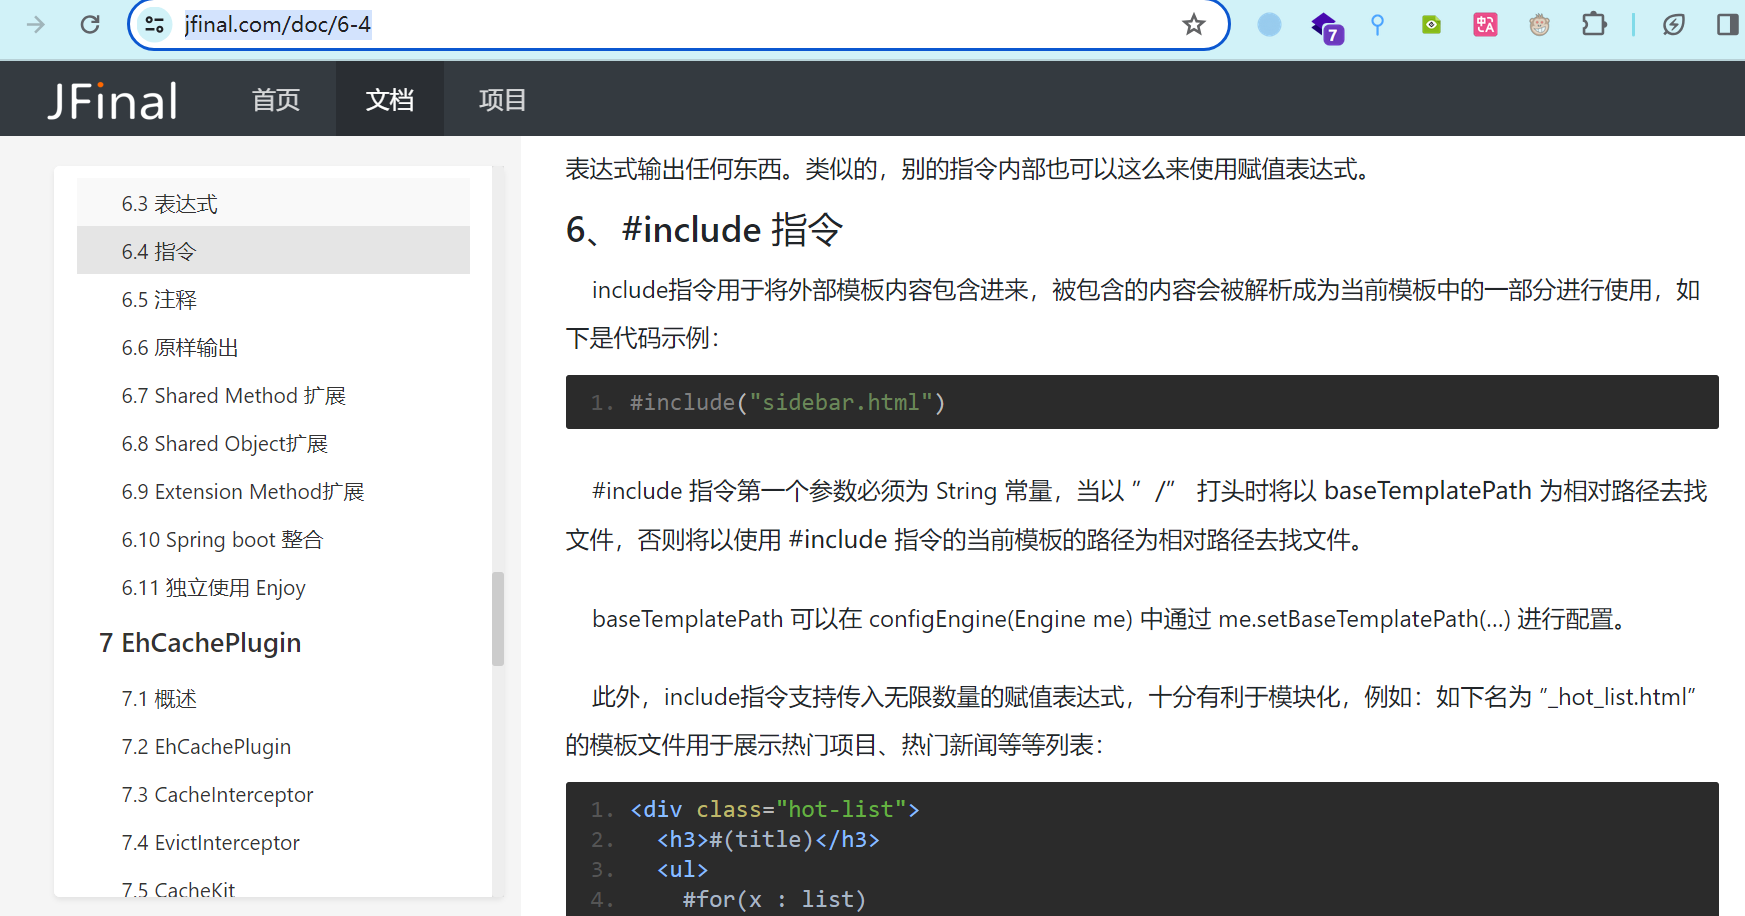 jfinal.com/doc/6-4
7
中
A
JFinal
首页
文档
项目
6.3 表达式
6.4 指令
6.5 注释
6.6 原样输出
6.7 Shared Method 扩展
6.8 Shared Object扩展
6.9 Extension Method扩展
6.10 Spring boot 整合
6.11 独立使用 Enjoy
7 EhCachePlugin
7.1 概述
7.2 EhCachePlugin
7.3 CacheInterceptor
7.4 EvictInterceptor
7.5 CacheKit
表达式输出任何东西。类似的，别的指令内部也可以这么来使用赋值表达式。
6、#include 指令
include指令用于将外部模板内容包含进来，被包含的内容会被解析成为当前模板中的一部分进行使用，如
下是代码示例：
1. #include("sidebar.html")
#include 指令第一个参数必须为 String 常量，当以 ” /” 打头时将以 baseTemplatePath 为相对路径去找
文件，否则将以使用 #include 指令的当前模板的路径为相对路径去找文件。
baseTemplatePath 可以在 configEngine(Engine me) 中通过 me.setBaseTemplatePath(...) 进行配置。
此外，include指令支持传入无限数量的赋值表达式，十分有利于模块化，例如：如下名为 ”_hot_list.html”
的模板文件用于展示热门项目、热门新闻等等列表：
1. <div class="hot-list">
2. <h3>#(title)</h3>
3. <ul>
4. #for(x : list)